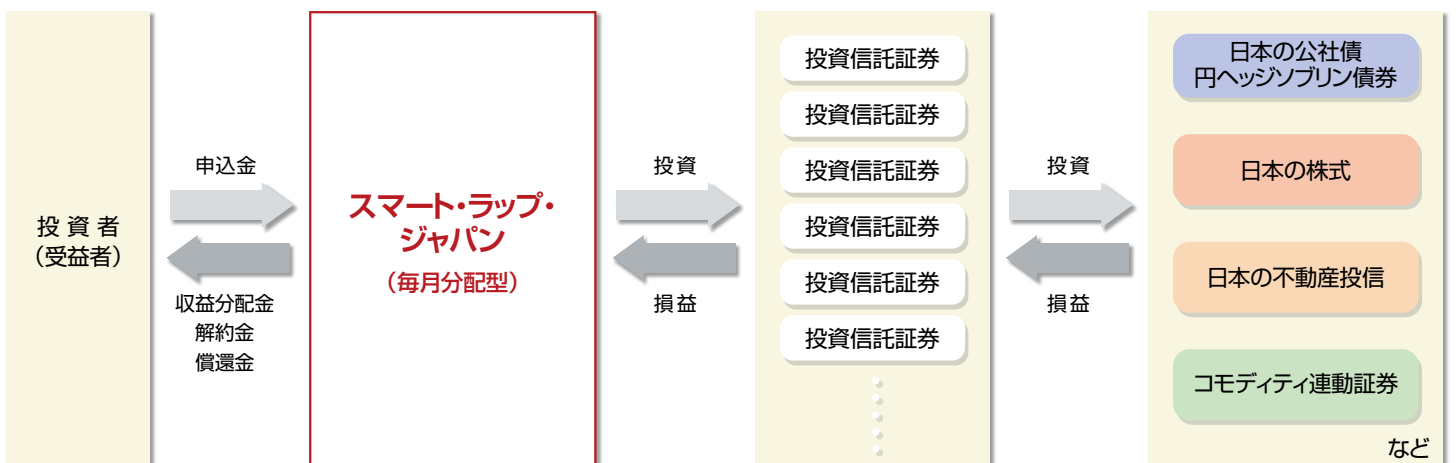 投資者
（受益者）
申込金
収益分配金
解約金
償還金
スマート・ラップ・
ジャパン
（毎月分配型）
投資
損益
投資信託証券
投資信託証券
投資信託証券
投資信託証券
投資信託証券
投資信託証券
投資
損益
日本の公社債
円ヘッジソブリン債券
日本の株式
日本の不動産投信
コモディティ連動証券
など